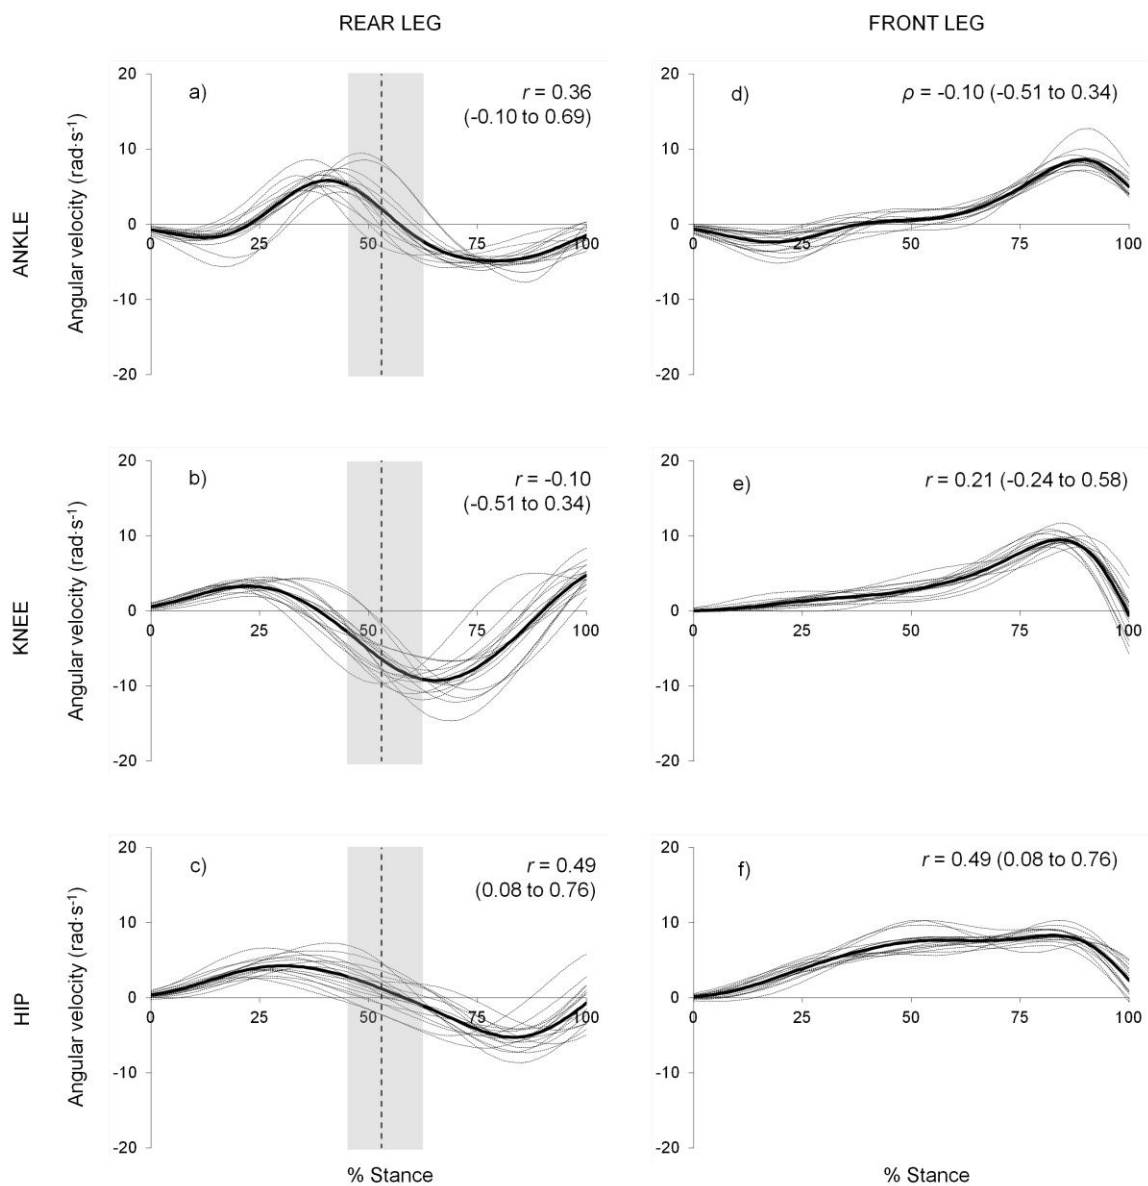 REAR LEG
FRONT LEG
ANKLE
Angular velocity (rad·s⁻¹)
20
10
0
-10
-20
0
25
50
75
100
a)
r = 0.36
(-0.10 to 0.69)
20
10
0
-10
-20
0
25
50
75
100
d)
ρ = -0.10 (-0.51 to 0.34)
KNEE
Angular velocity (rad·s⁻¹)
20
10
0
-10
-20
0
25
50
75
100
b)
r = -0.10
(-0.51 to 0.34)
20
10
0
-10
-20
0
25
50
75
100
e)
r = 0.21 (-0.24 to 0.58)
HIP
Angular velocity (rad·s⁻¹)
20
10
0
-10
-20
0
25
50
75
100
c)
r = 0.49
(0.08 to 0.76)
20
10
0
-10
-20
0
25
50
75
100
f)
r = 0.49 (0.08 to 0.76)
% Stance
% Stance